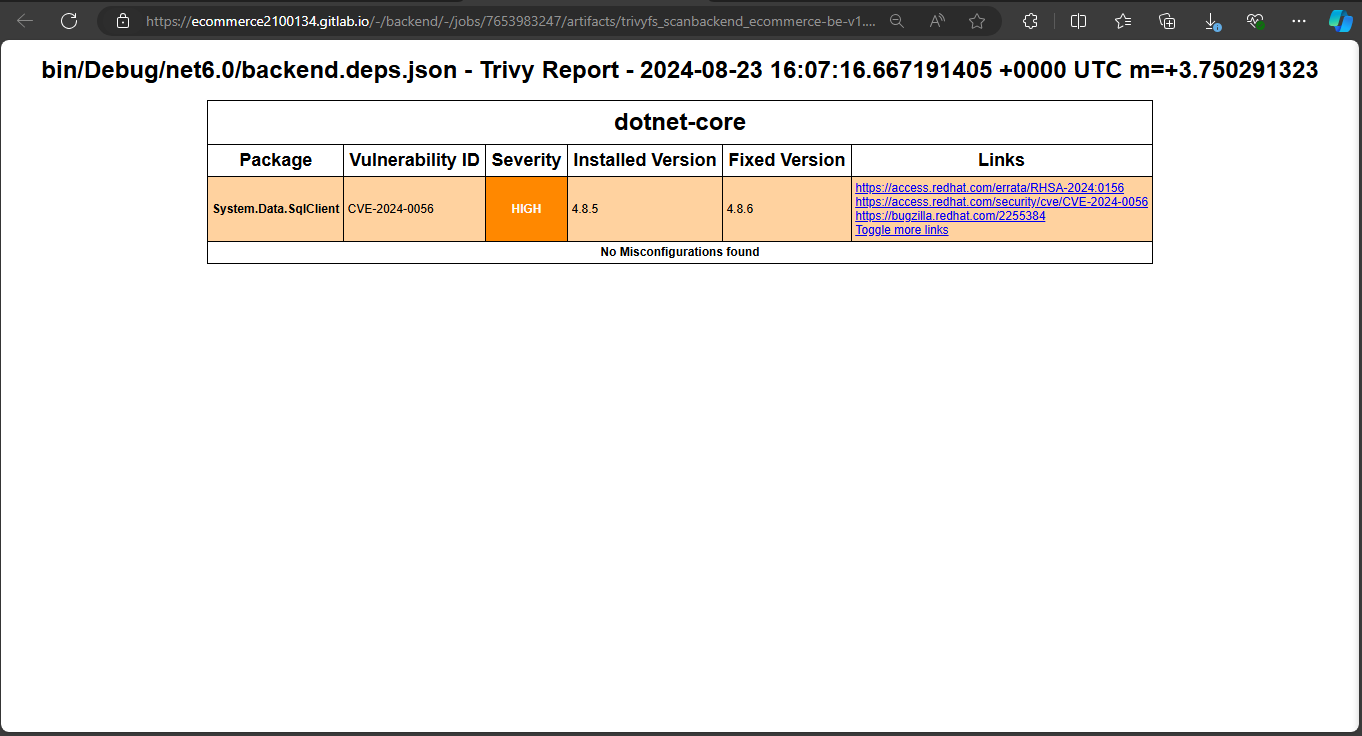 https://ecommerce2100134.gitlab.io/-/backend/-/jobs/7653983247/artifacts/trivyfs_scanbackend_ecommerce-be-v1....
bin/Debug/net6.0/backend.deps.json - Trivy Report - 2024-08-23 16:07:16.667191405 +0000 UTC m=+3.750291323
dotnet-core
Package Vulnerability ID Severity Installed Version Fixed Version Links
System.Data.SqlClient CVE-2024-0056 HIGH 4.8.5 4.8.6 https://access.redhat.com/errata/RHSA-2024:0156
https://access.redhat.com/security/cve/CVE-2024-0056
https://bugzilla.redhat.com/2255384
Toggle more links
No Misconfigurations found